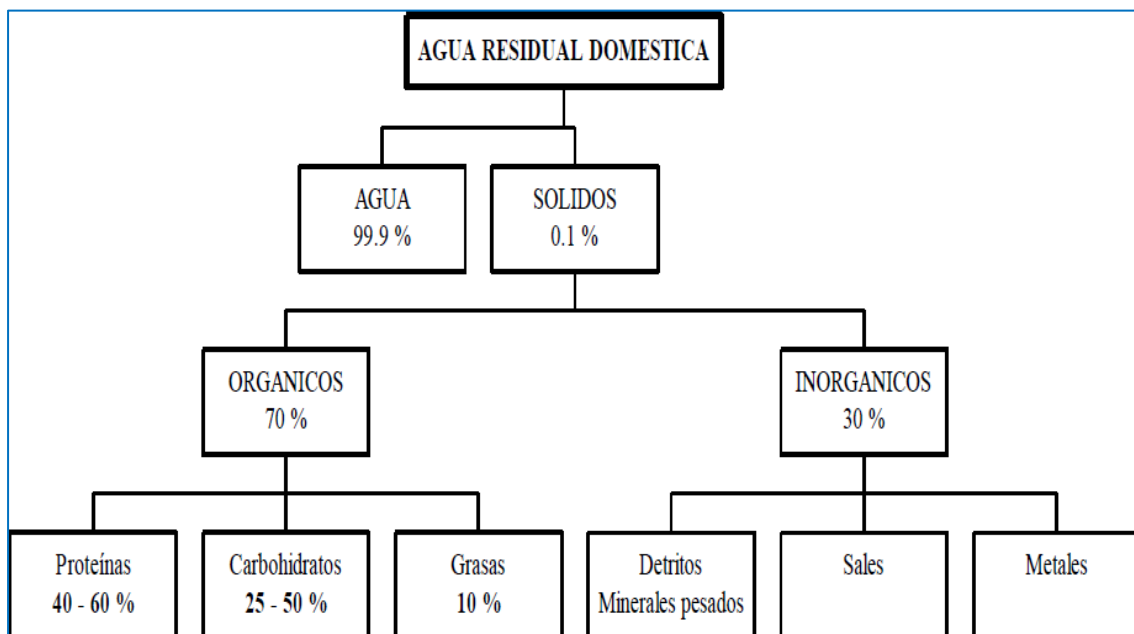 AGUA RESIDUAL DOMESTICA
AGUA
99.9 %
SOLIDOS
0.1 %
ORGANICOS
70 %
INORGANICOS
30 %
Proteínas
40 - 60 %
Carbohidratos
25 - 50 %
Grasas
10 %
Detritos
Minerales pesados
Sales
Metales